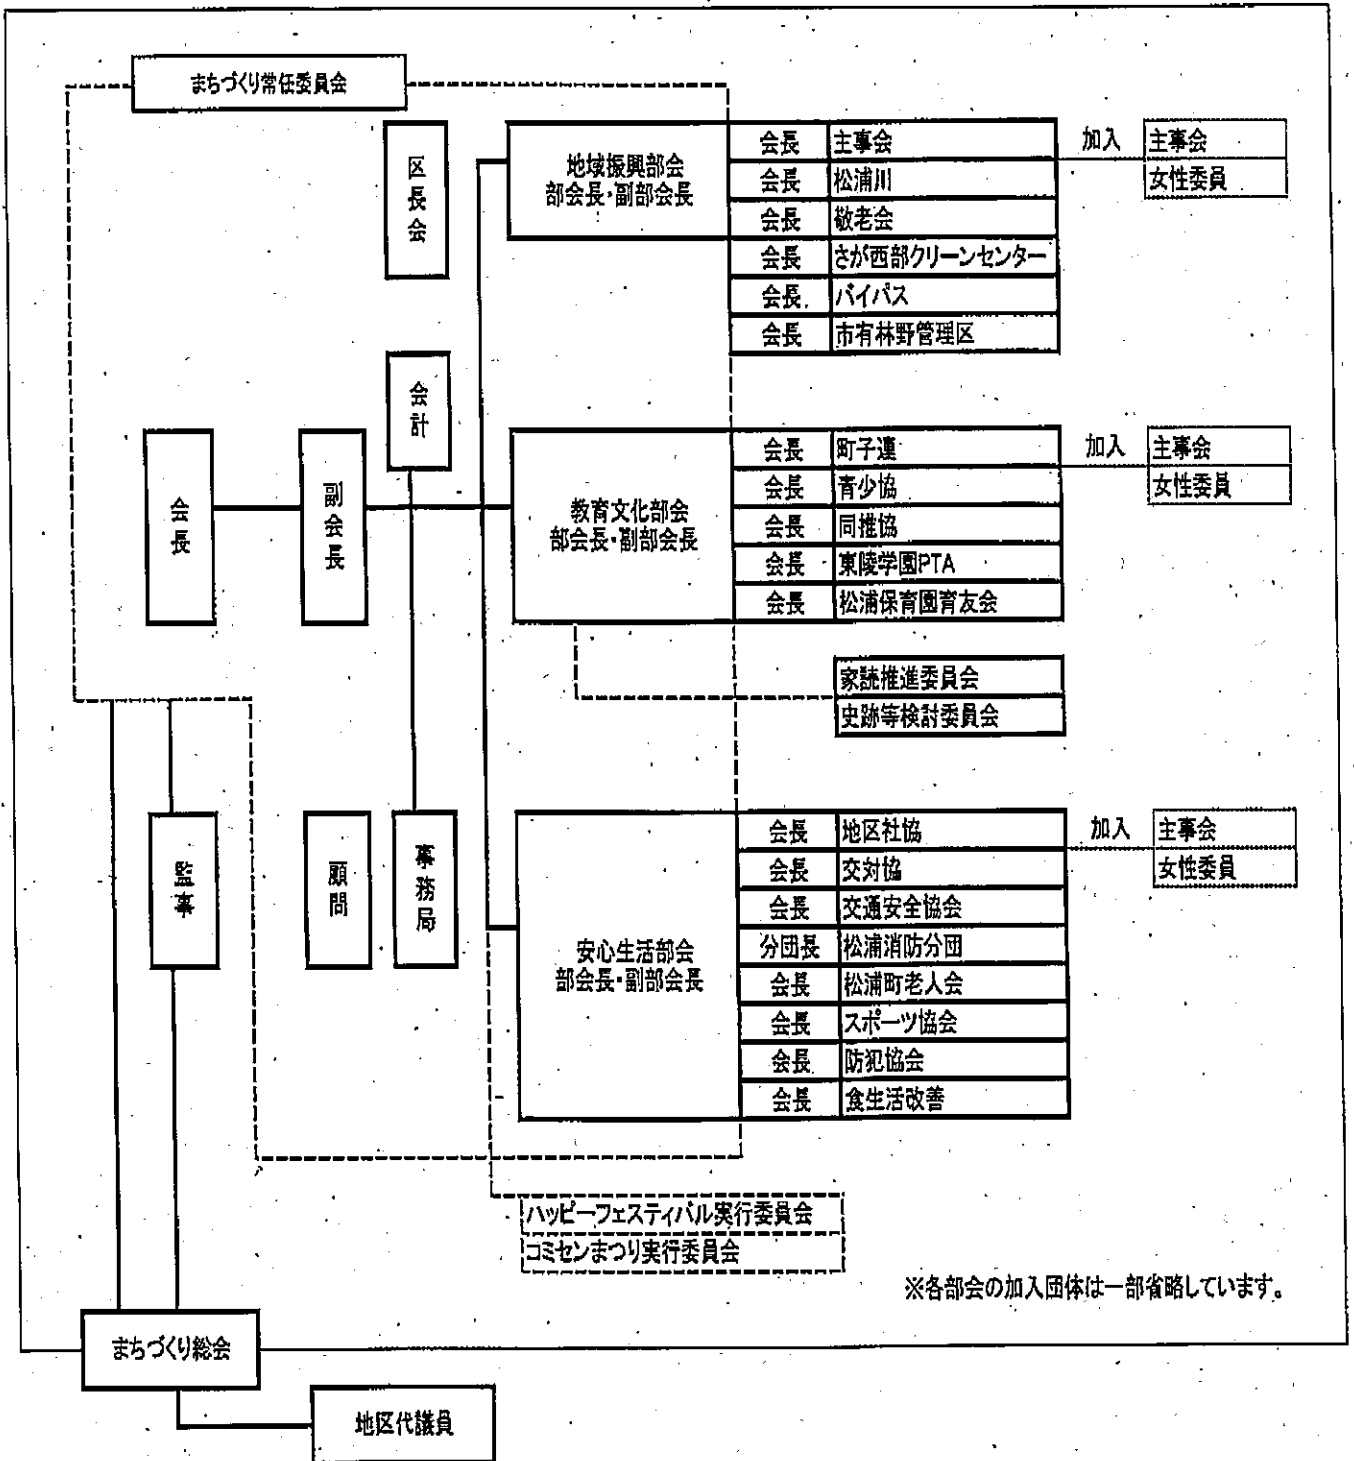 まちづくり常任委員会
区長会
地域振興部会
部会長・副部会長
会長 主事会
会長 松浦川
会長 敬老会
会長 さが西部クリーンセンター
会長 バイパス
会長 市有林野管理区
加入
主事会
女性委員
会計
会長
副会長
教育文化部会
部会長・副部会長
会長 町子連
会長 青少協
会長 同推協
会長 東陵学園PTA
会長 松浦保育園育友会
加入
主事会
女性委員
家読推進委員会
史跡等検討委員会
監事
顧問
事務局
安心生活部会
部会長・副部会長
会長 地区社協
会長 交対協
会長 交通安全協会
分団長 松浦消防分団
会長 松浦町老人会
会長 スポーツ協会
会長 防犯協会
会長 食生活改善
加入
主事会
女性委員
ハッピーフェスティバル実行委員会
コミセンまつり実行委員会
※各部会の加入団体は一部省略しています。
まちづくり総会
地区代議員